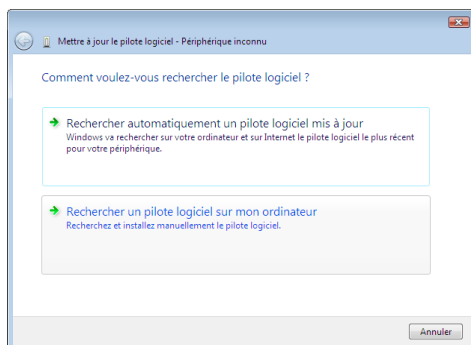 Mettre à jour le pilote logiciel - Périphérique inconnu
Comment voulez-vous rechercher le pilote logiciel ?
Rechercher automatiquement un pilote logiciel mis à jour
Windows va rechercher sur votre ordinateur et sur Internet le pilote logiciel le plus récent
pour votre périphérique.
Rechercher un pilote logiciel sur mon ordinateur
Recherchez et installez manuellement le pilote logiciel.
Annuler